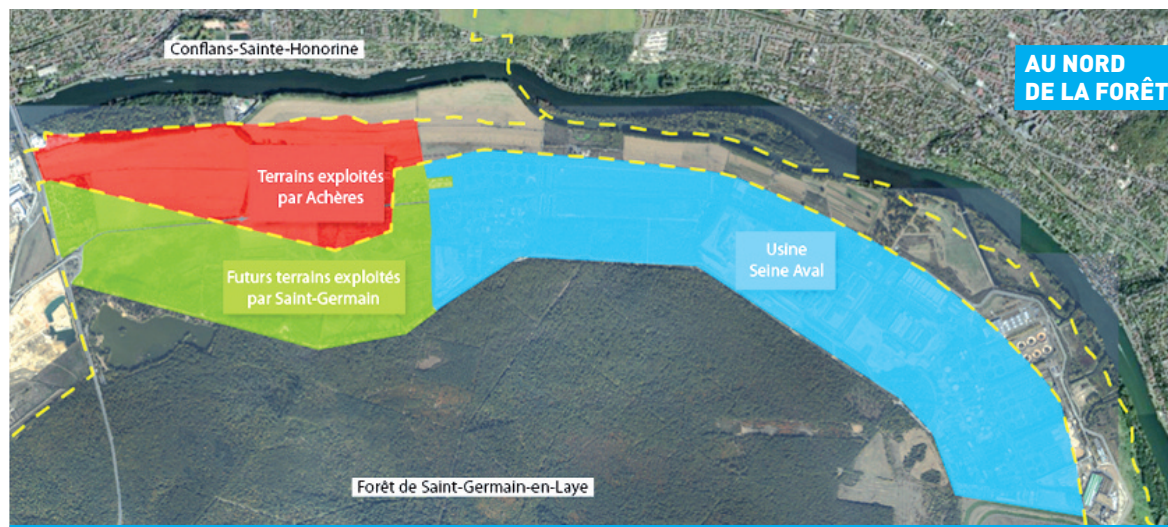 Conflans-Sainte-Honorine
AU NORD
DE LA FORÊT
Terrains exploités
par Achères
Futurs terrains exploités
par Saint-Germain
Usine
Seine Aval
Forêt de Saint-Germain-en-Laye